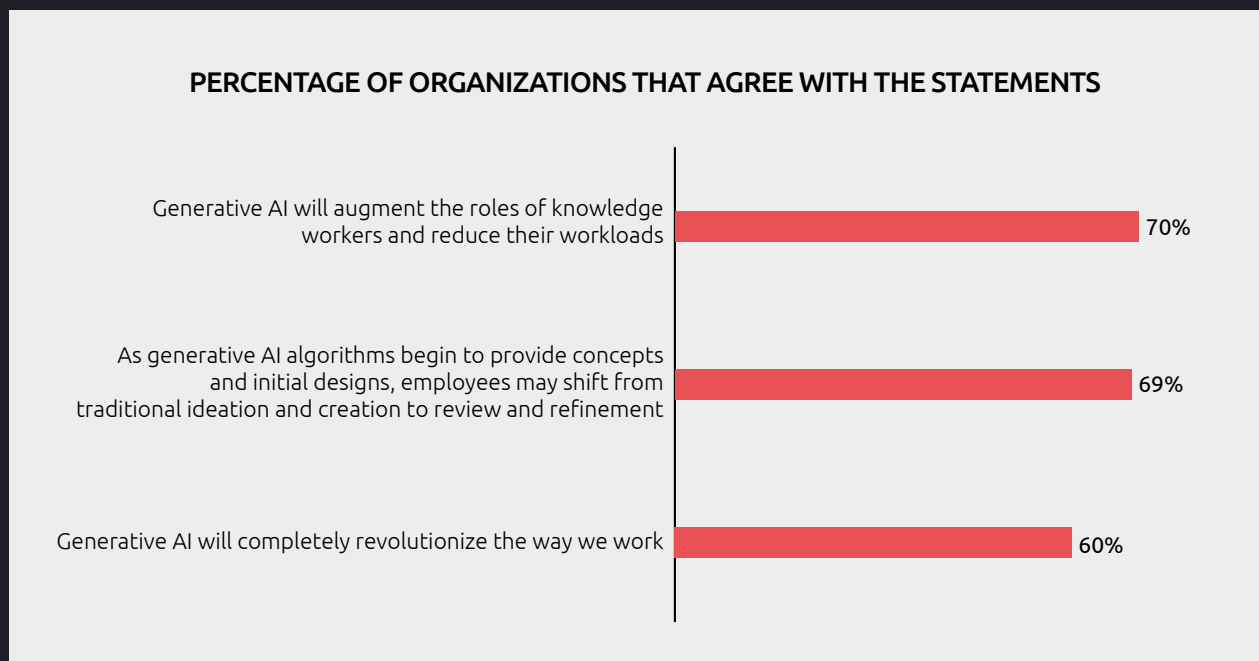 PERCENTAGE OF ORGANIZATIONS THAT AGREE WITH THE STATEMENTS
Generative AI will augment the roles of knowledge
workers and reduce their workloads
70%
As generative AI algorithms begin to provide concepts
and initial designs, employees may shift from
traditional ideation and creation to review and refinement
69%
Generative AI will completely revolutionize the way we work
60%